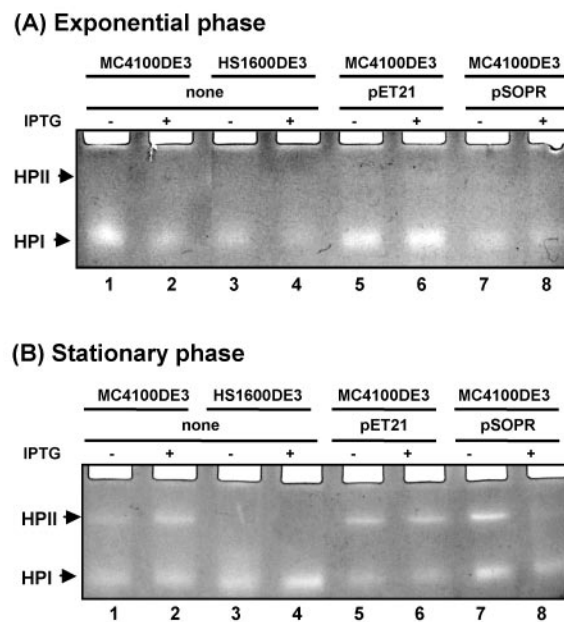 (A) Exponential phase
MC4100DE3 HS1600DE3 MC4100DE3 MC4100DE3
none pET21 pSOPR
IPTG - + - + - + - +
HPII
HPI
1 2 3 4 5 6 7 8
(B) Stationary phase
MC4100DE3 HS1600DE3 MC4100DE3 MC4100DE3
none pET21 pSOPR
IPTG - + - + - + - +
HPII
HPI
1 2 3 4 5 6 7 8